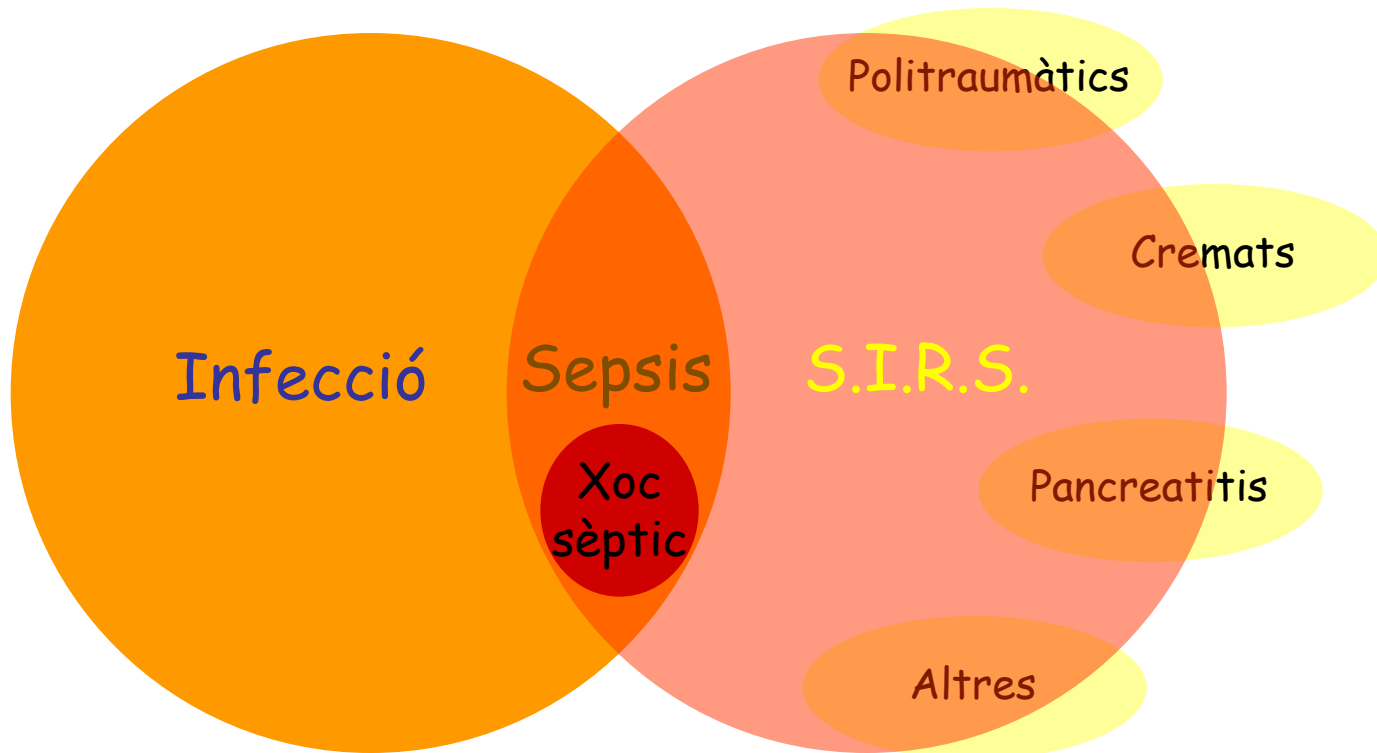 Politraumàtics
Cremats
Infecció
Sepsis
S.I.R.S.
Xoc
sèptic
Pancreatitis
Altres